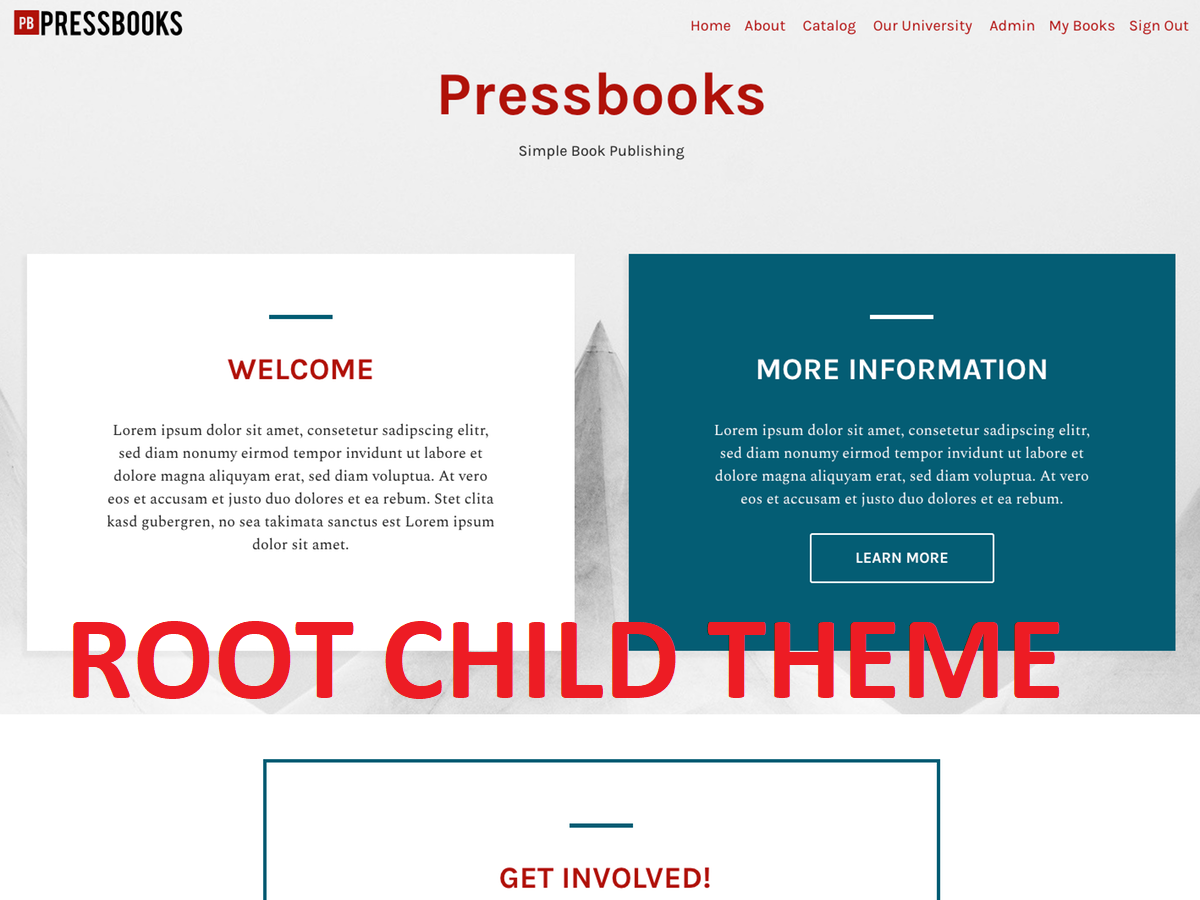 PB PRESSBOOKS
Home About Catalog Our University Admin My Books Sign Out
Pressbooks
Simple Book Publishing
WELCOME
Lorem ipsum dolor sit amet, consetetur sadipscing elitr,
sed diam nonumy eirmod tempor invidunt ut labore et
dolore magna aliquyam erat, sed diam voluptua. At vero
eos et accusam et justo duo dolores et ea rebum. Stet clita
kasd gubergren, no sea takimata sanctus est Lorem ipsum
dolor sit amet.
MORE INFORMATION
Lorem ipsum dolor sit amet, consetetur sadipscing elitr,
sed diam nonumy eirmod tempor invidunt ut labore et
dolore magna aliquyam erat, sed diam voluptua. At vero
eos et accusam et justo duo dolores et ea rebum.
LEARN MORE
ROOT CHILD THEME
GET INVOLVED!